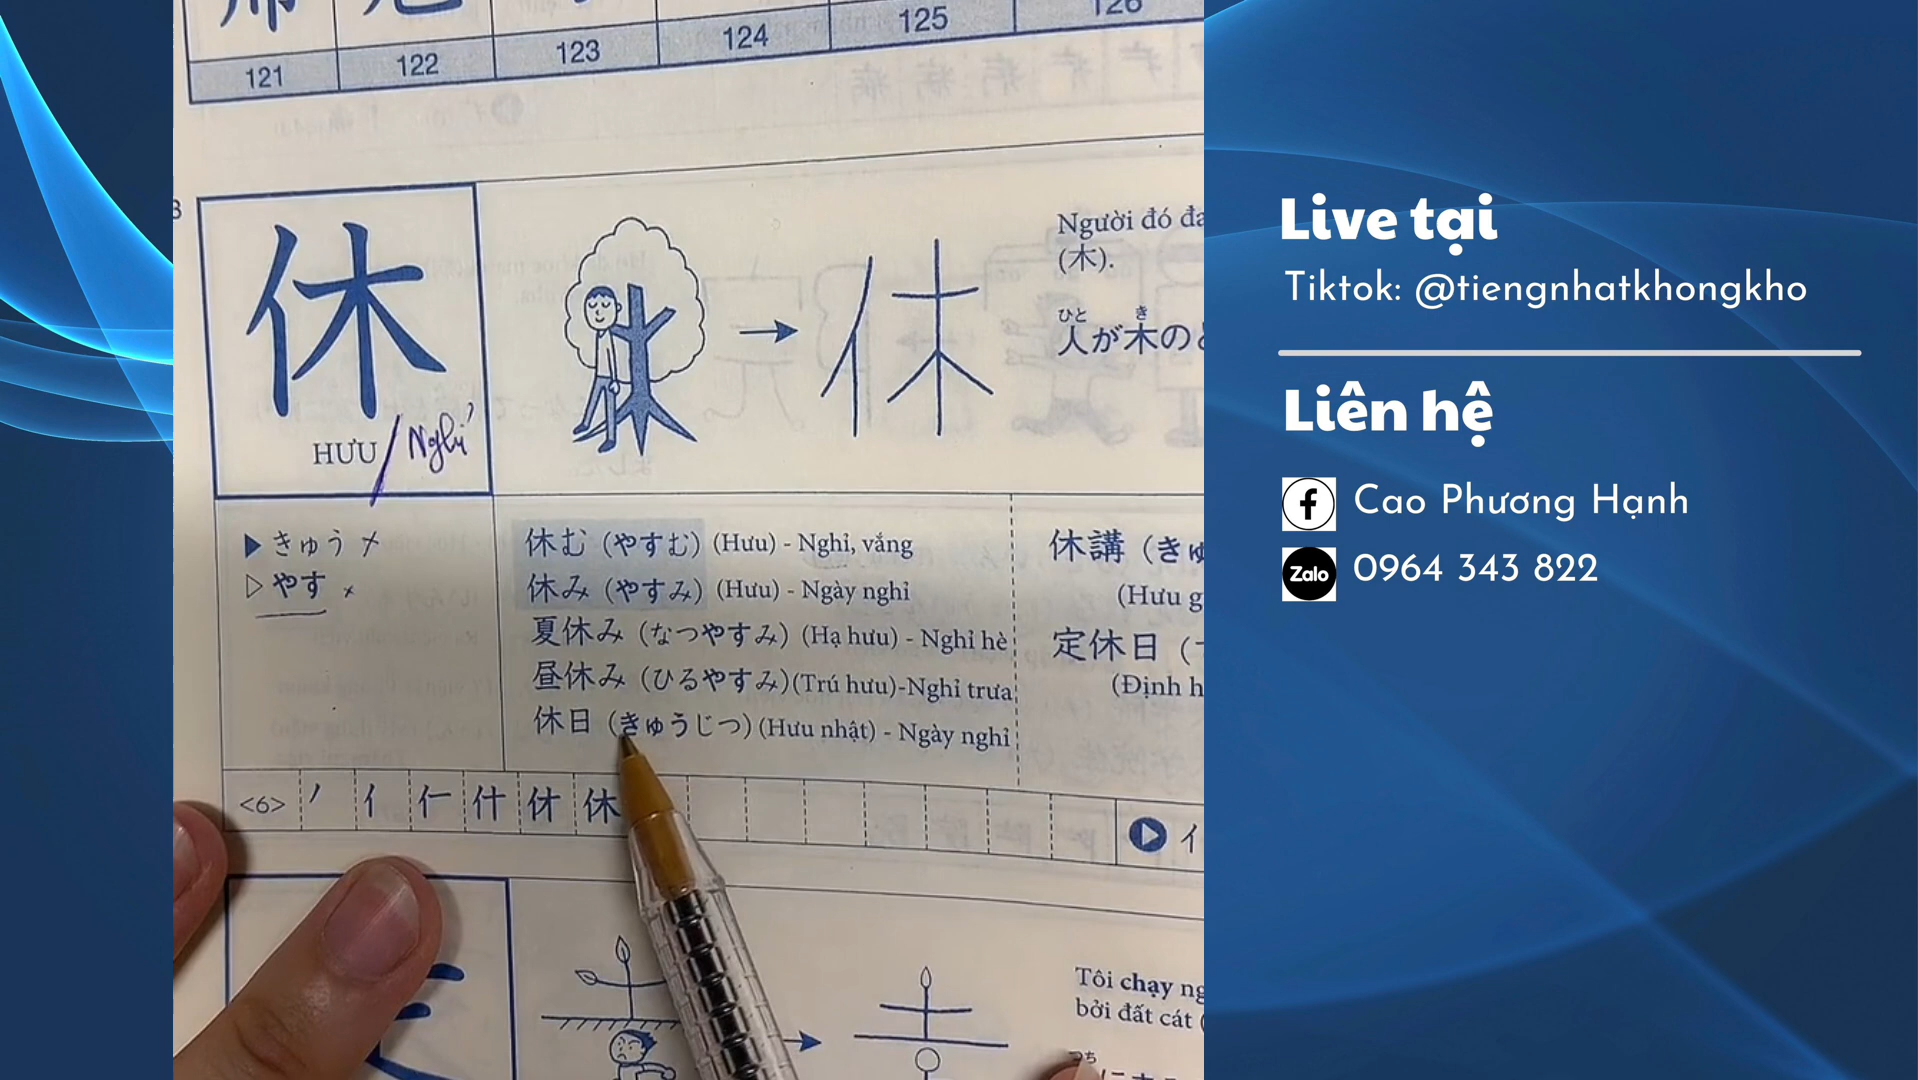 121 122 123 124 125 126
休
HƯU / Nghỉ
Người đó đa
(木).
ひと き
人が木のと
きゅう
やす
休む (やすむ) (Hưu) - Nghỉ, vắng
休み (やすみ) (Hưu) - Ngày nghỉ
夏休み (なつやすみ) (Hạ hưu) - Nghỉ hè
昼休み (ひるやすみ)(Trú hưu)-Nghỉ trưa
休日 (きゅうじつ) (Hưu nhật) - Ngày nghỉ
休講 (きゅ
(Hưu g
定休日 (
(Định h
<6>
休
Tôi chạy ng
bởi đất cát (
つち
Live tại
Tiktok: @tiengnhatkhongkho
Liên hệ
Cao Phương Hạnh
Zalo 0964 343 822